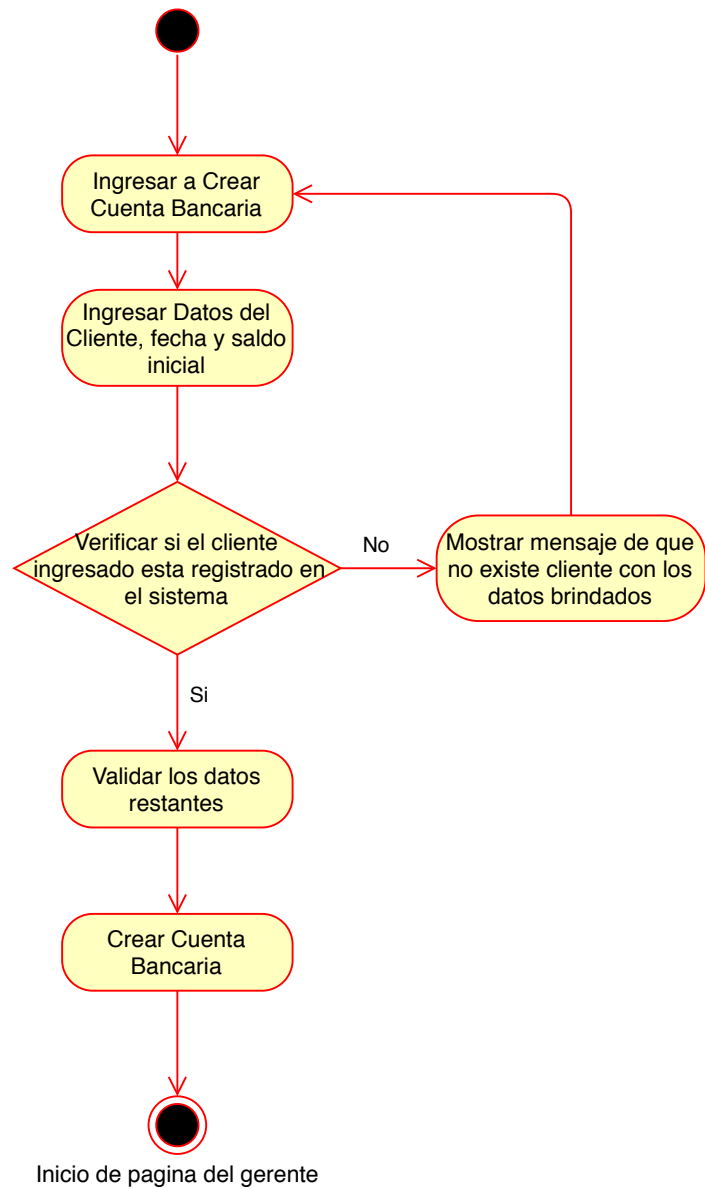 Ingresar a Crear
Cuenta Bancaria
Ingresar Datos del
Cliente, fecha y saldo
inicial
Verificar si el cliente
ingresado esta registrado en
el sistema
No
Mostrar mensaje de que
no existe cliente con los
datos brindados
Si
Validar los datos
restantes
Crear Cuenta
Bancaria
Inicio de pagina del gerente